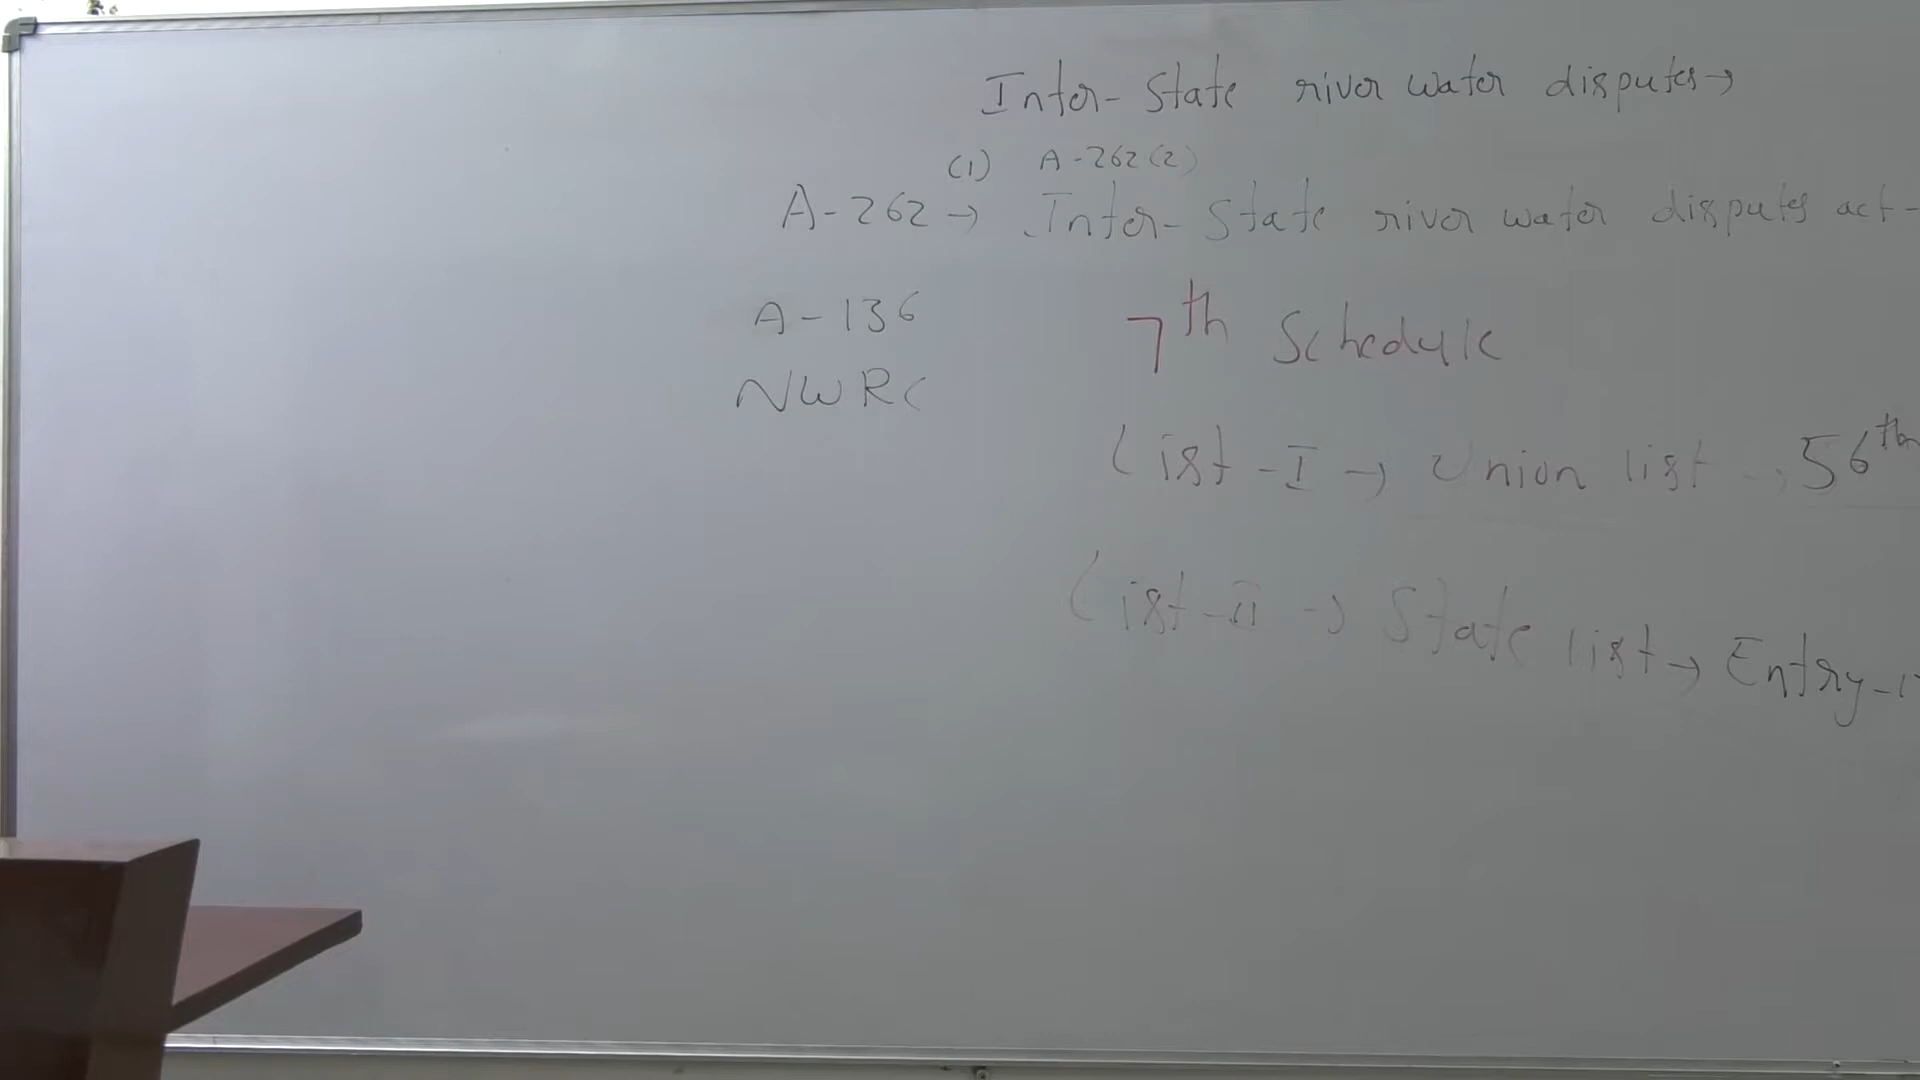 Inter-State river water disputes→
(1) A-262(2)
A-262 → Inter-State river water disputes act-
A-136
7th Schedule
NWRC
List-I → Union list → 56th
List-II → State list → Entry-17